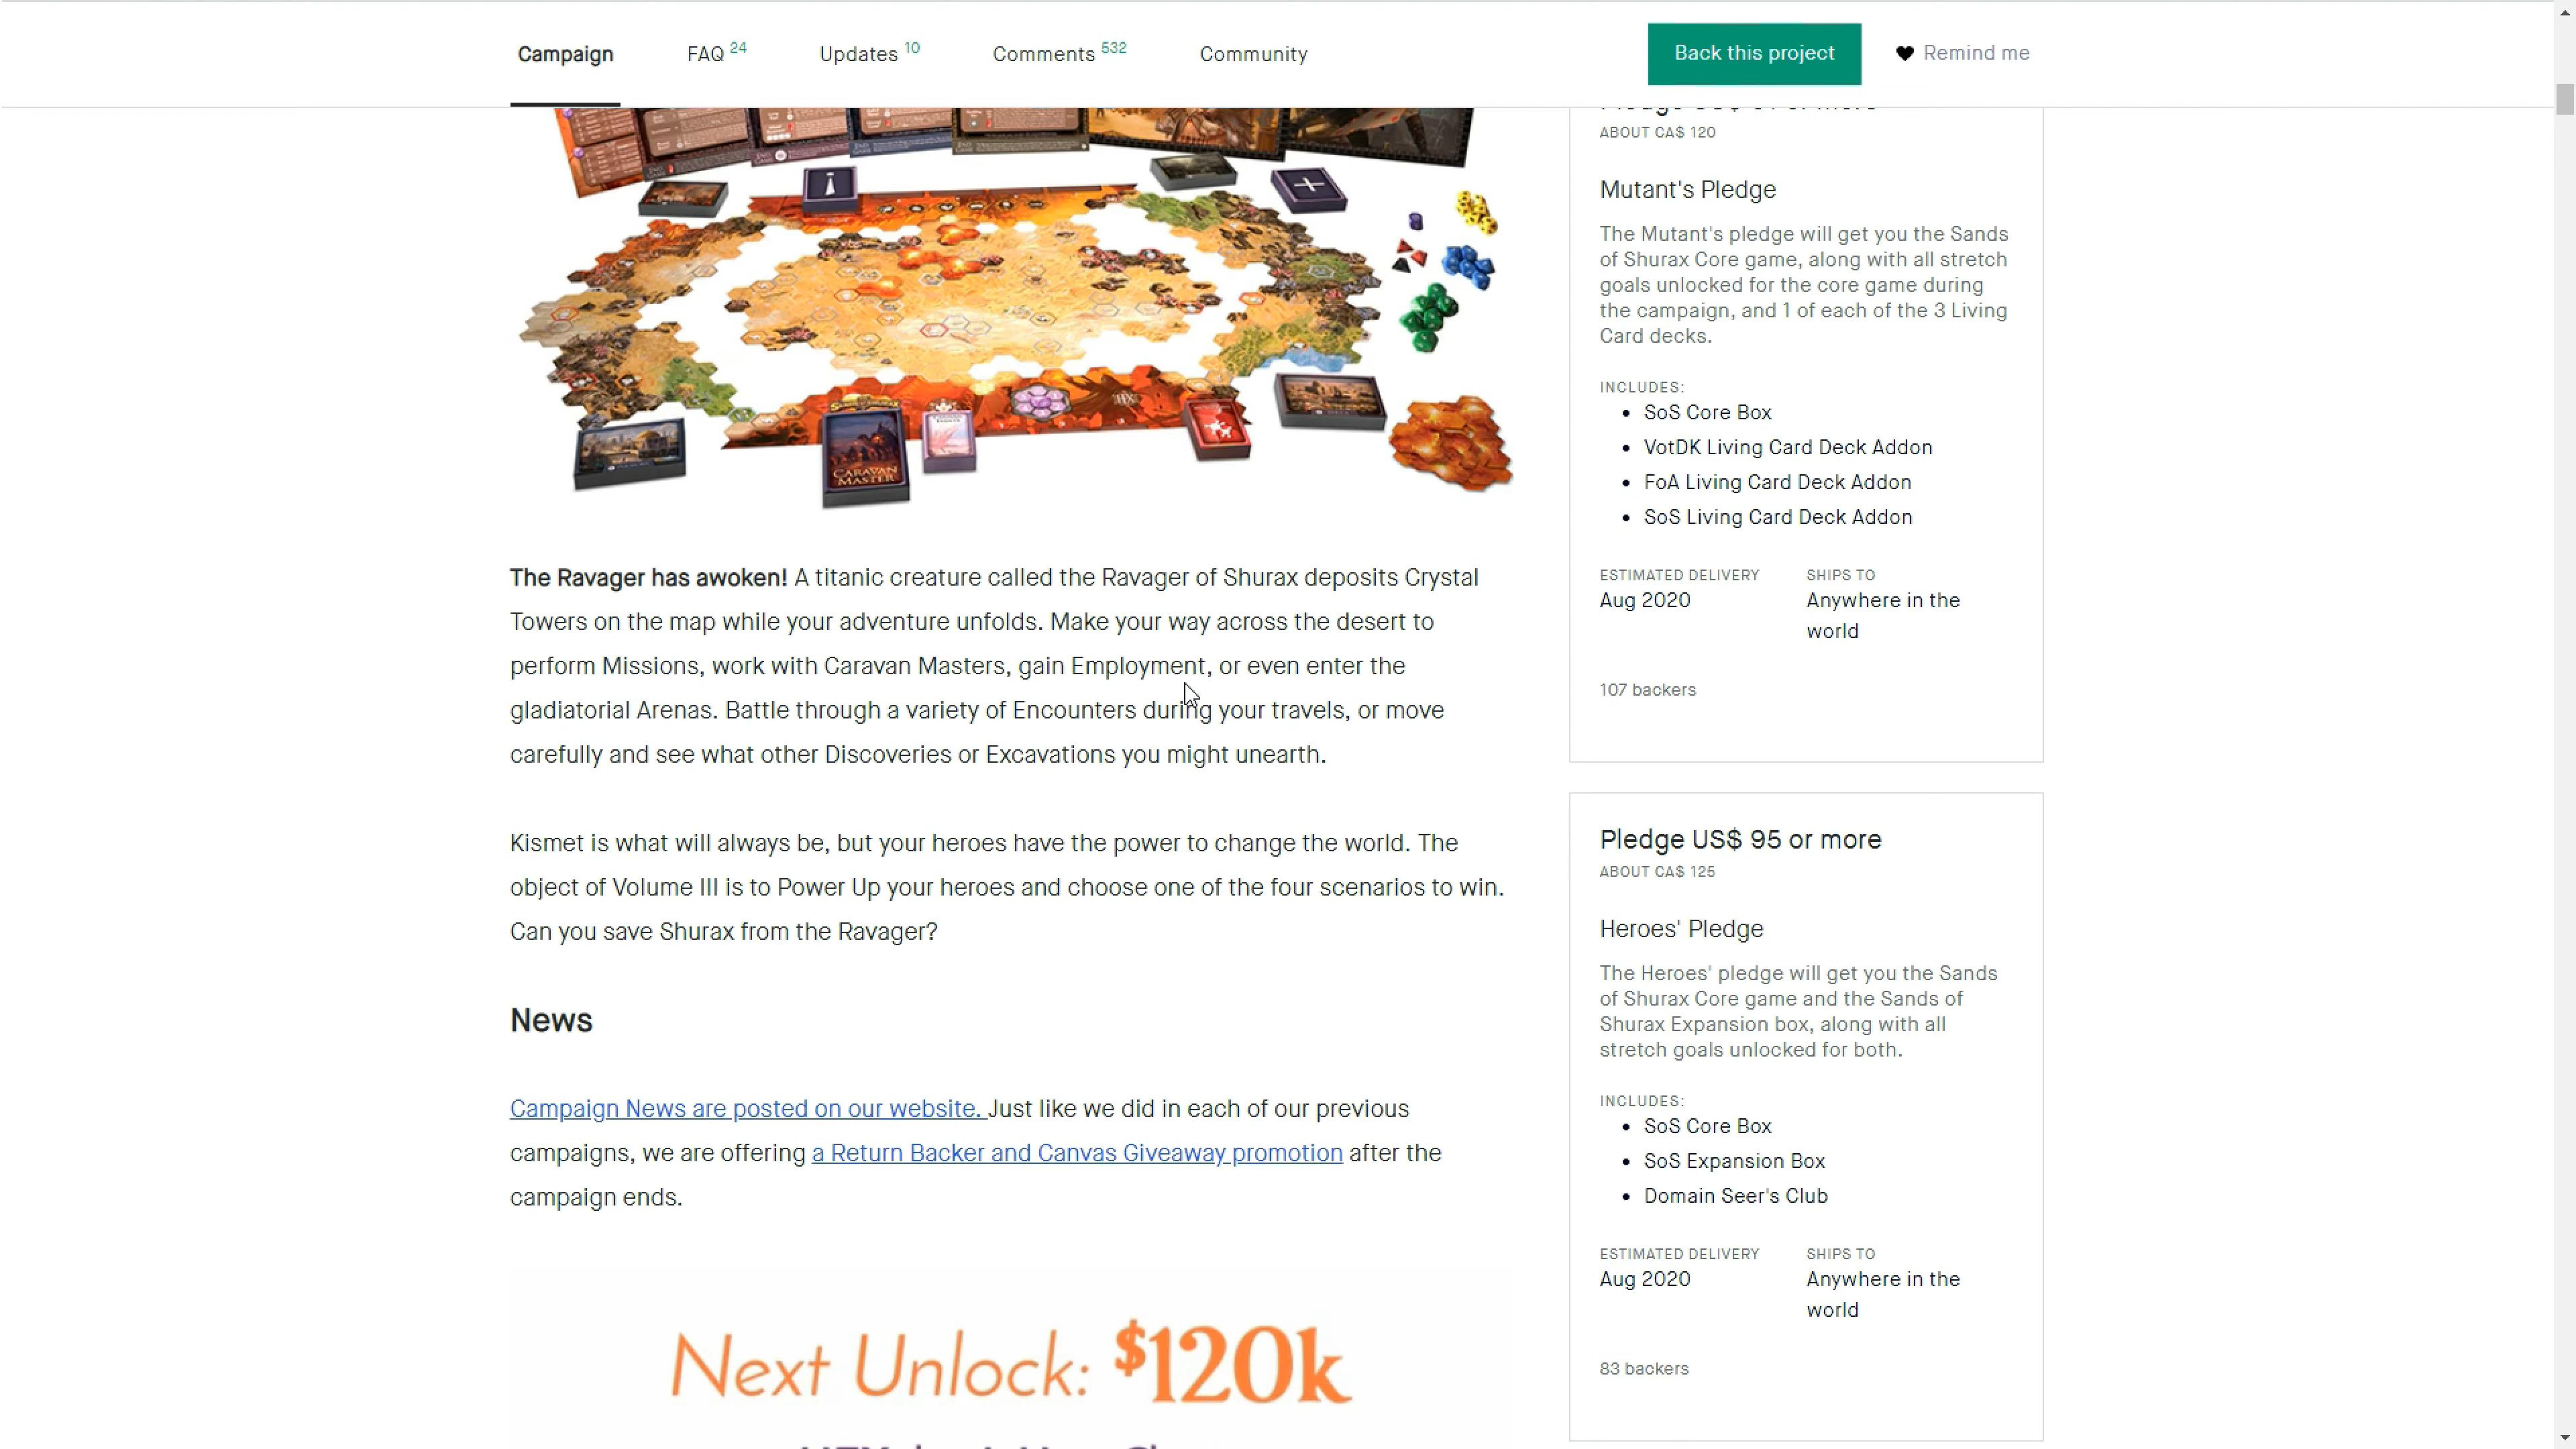 Campaign
FAQ 24
Updates 10
Comments 532
Community
Back this project
Remind me
CARAVAN
MASTER
The Ravager has awoken! A titanic creature called the Ravager of Shurax deposits Crystal
Towers on the map while your adventure unfolds. Make your way across the desert to
perform Missions, work with Caravan Masters, gain Employment, or even enter the
gladiatorial Arenas. Battle through a variety of Encounters during your travels, or move
carefully and see what other Discoveries or Excavations you might unearth.
Kismet is what will always be, but your heroes have the power to change the world. The
object of Volume III is to Power Up your heroes and choose one of the four scenarios to win.
Can you save Shurax from the Ravager?
News
Campaign News are posted on our website. Just like we did in each of our previous
campaigns, we are offering a Return Backer and Canvas Giveaway promotion after the
campaign ends.
Next Unlock: $120k
ABOUT CA$ 120
Mutant's Pledge
The Mutant's pledge will get you the Sands
of Shurax Core game, along with all stretch
goals unlocked for the core game during
the campaign, and 1 of each of the 3 Living
Card decks.
INCLUDES:
• SoS Core Box
• VotDK Living Card Deck Addon
• FoA Living Card Deck Addon
• SoS Living Card Deck Addon
ESTIMATED DELIVERY
Aug 2020
SHIPS TO
Anywhere in the
world
107 backers
Pledge US$ 95 or more
ABOUT CA$ 125
Heroes' Pledge
The Heroes' pledge will get you the Sands
of Shurax Core game and the Sands of
Shurax Expansion box, along with all
stretch goals unlocked for both.
INCLUDES:
• SoS Core Box
• SoS Expansion Box
• Domain Seer's Club
ESTIMATED DELIVERY
Aug 2020
SHIPS TO
Anywhere in the
world
83 backers